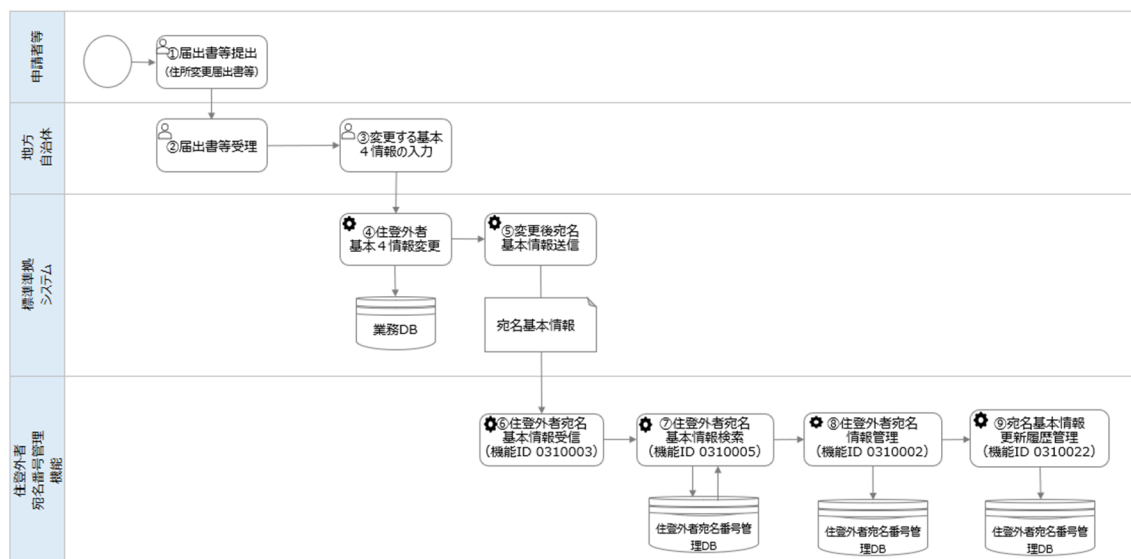 申請者等
①届出書等提出
（住所変更届出書等）
地方
自治体
②届出書等受理
③変更する基本
４情報の入力
標準準拠
システム
④住登外者
基本４情報変更
⑤変更後宛名
基本情報送信
業務DB
宛名基本情報
住登外者
宛名番号管理
機能
⑥住登外者宛名
基本情報受信
（機能ID 0310003）
⑦住登外者宛名
基本情報検索
（機能ID 0310005）
⑧住登外者宛名
情報管理
（機能ID 0310002）
⑨宛名基本情報
更新履歴管理
（機能ID 0310022）
住登外者宛名番号管
理DB
住登外者宛名番号管
理DB
住登外者宛名番号管
理DB